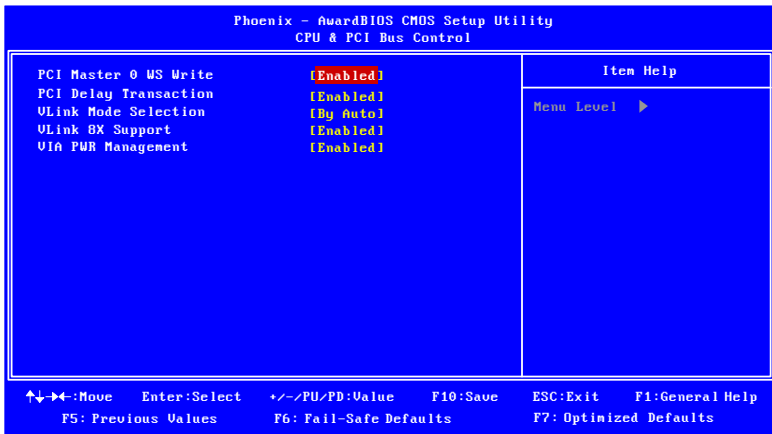 Phoenix - AwardBIOS CMOS Setup Utility
CPU & PCI Bus Control
PCI Master 0 WS Write [Enabled]
PCI Delay Transaction [Enabled]
VLink Mode Selection [By Auto]
VLink 8X Support [Enabled]
VIA PWR Management [Enabled]
Item Help
Menu Level ▶
↑↓→←:Move Enter:Select +/-/PU/PD:Value F10:Save ESC:Exit F1:General Help
F5: Previous Values F6: Fail-Safe Defaults F7: Optimized Defaults